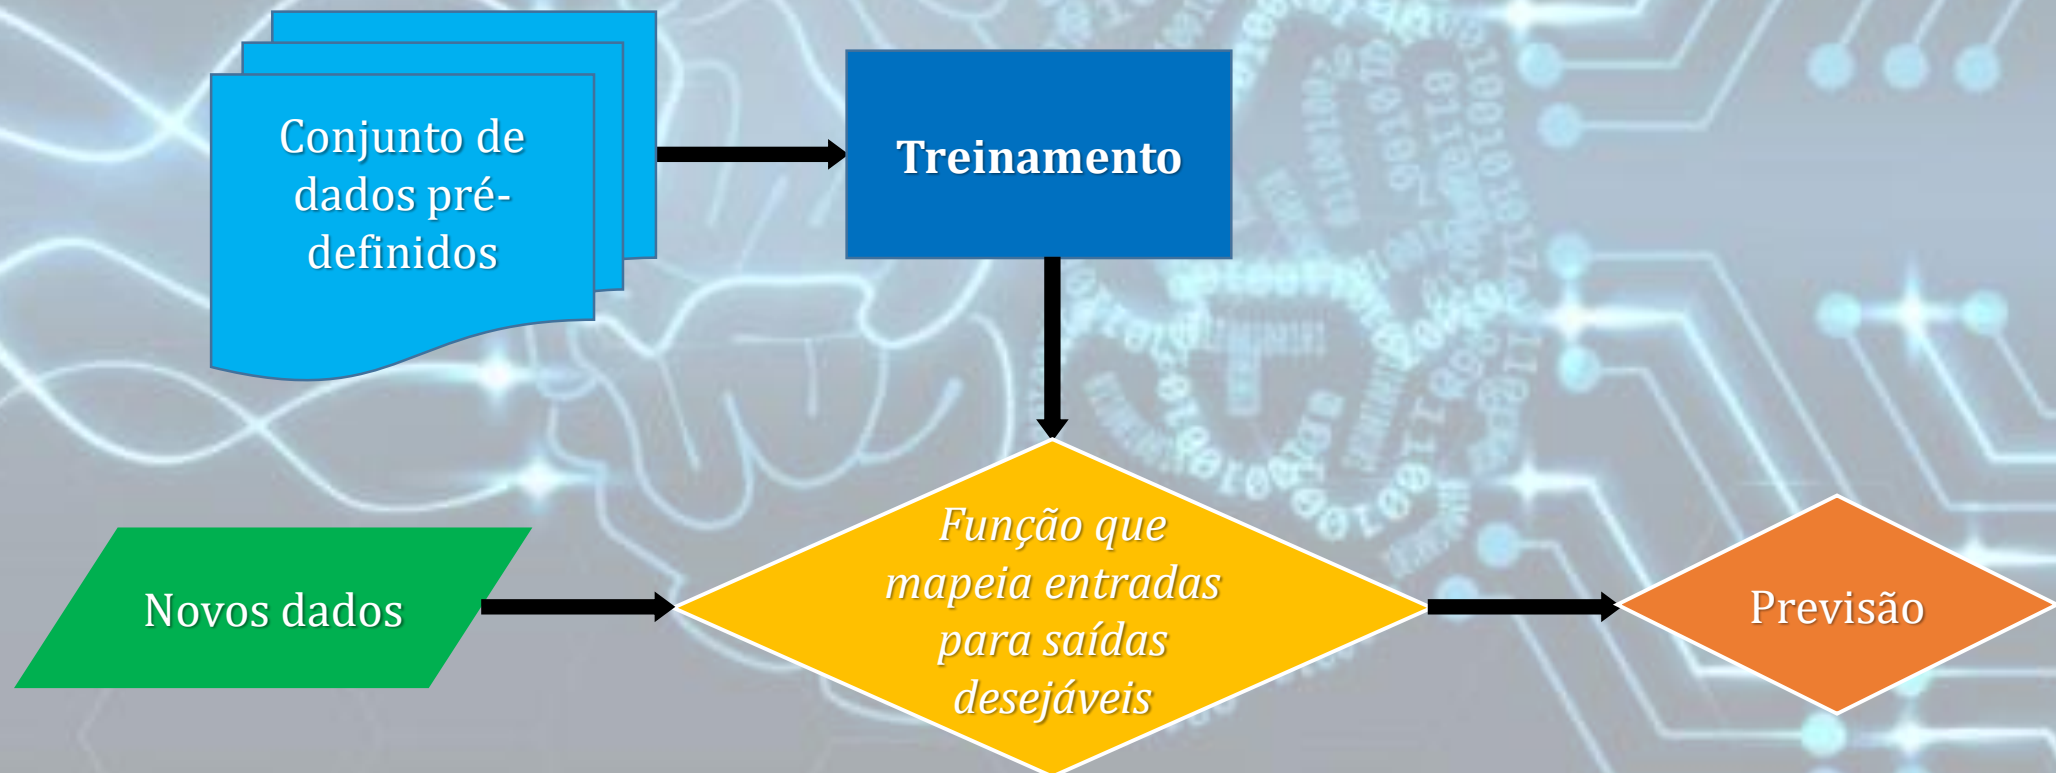 Conjunto de
dados pré-
definidos
Treinamento
Função que
mapeia entradas
para saídas
desejáveis
Novos dados
Previsão